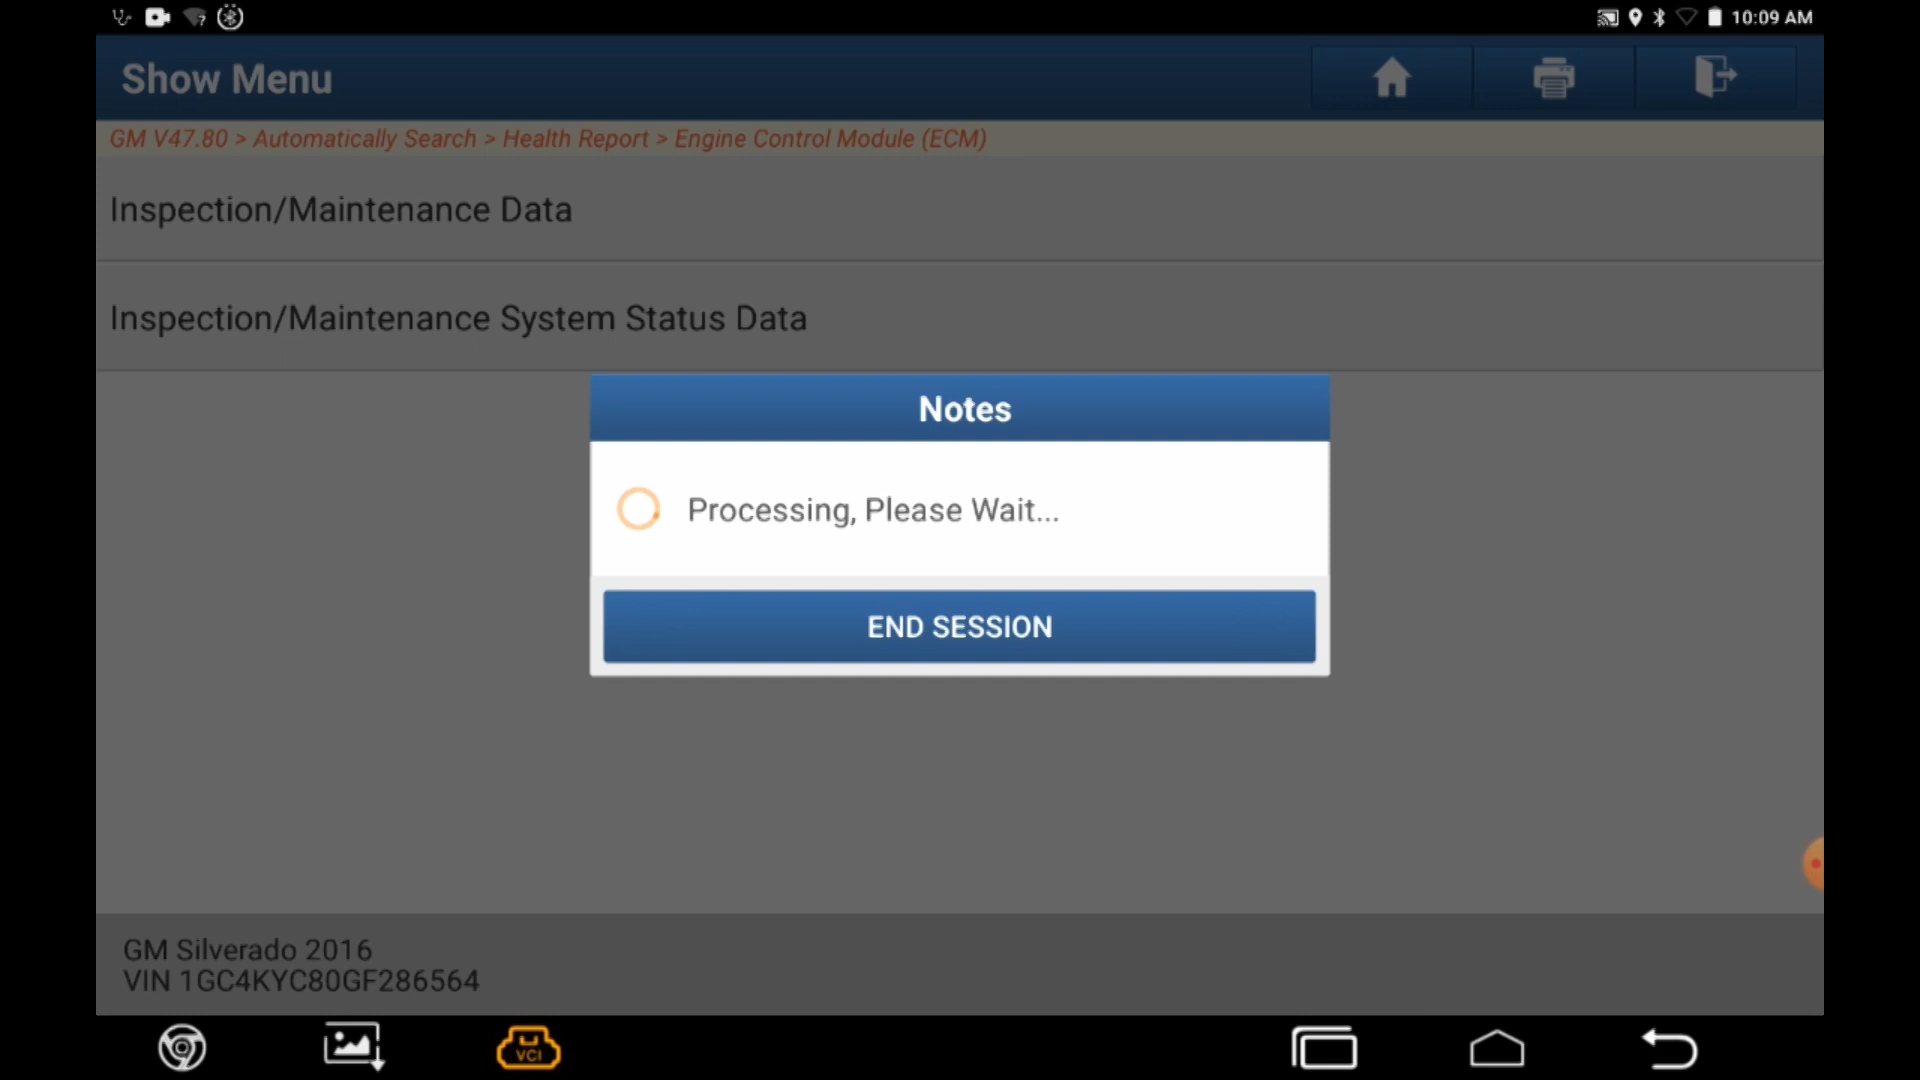 10:09 AM
Show Menu
GM V47.80 > Automatically Search > Health Report > Engine Control Module (ECM)
Inspection/Maintenance Data
Inspection/Maintenance System Status Data
Notes
Processing, Please Wait...
END SESSION
GM Silverado 2016
VIN 1GC4KYC80GF286564
VCI